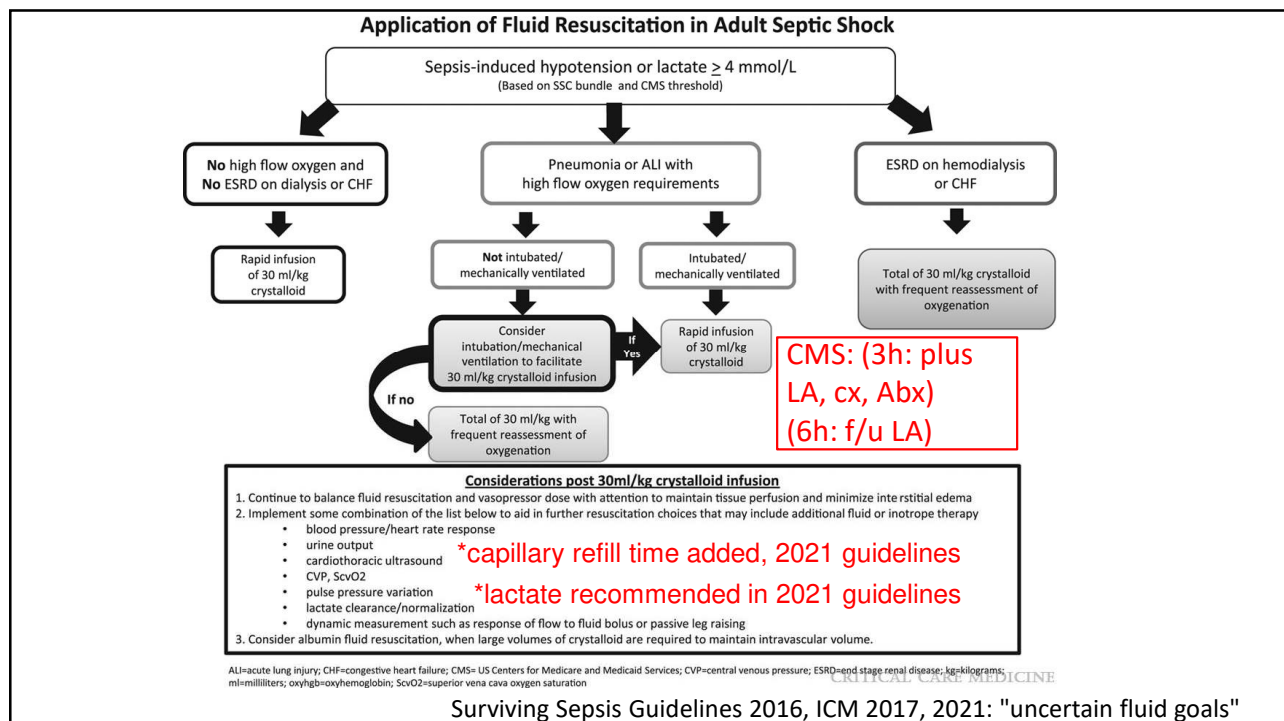 Application of Fluid Resuscitation in Adult Septic Shock
Sepsis-induced hypotension or lactate ≥ 4 mmol/L
(Based on SSC bundle and CMS threshold)
No high flow oxygen and
No ESRD on dialysis or CHF
Pneumonia or ALI with
high flow oxygen requirements
ESRD on hemodialysis
or CHF
Rapid infusion
of 30 ml/kg
crystalloid
Not intubated/
mechanically ventilated
Intubated/
mechanically ventilated
Total of 30 ml/kg crystalloid
with frequent reassessment of
oxygenation
Consider
intubation/mechanical
ventilation to facilitate
30 ml/kg crystalloid infusion
If
Yes
Rapid infusion
of 30 ml/kg
crystalloid
CMS: (3h: plus
LA, cx, Abx)
(6h: f/u LA)
If no
Total of 30 ml/kg with
frequent reassessment of
oxygenation
Considerations post 30ml/kg crystalloid infusion
1. Continue to balance fluid resuscitation and vasopressor dose with attention to maintain tissue perfusion and minimize interstitial edema
2. Implement some combination of the list below to aid in further resuscitation choices that may include additional fluid or inotrope therapy
• blood pressure/heart rate response
• urine output
*capillary refill time added, 2021 guidelines
• cardiothoracic ultrasound
• CVP, ScvO2
• pulse pressure variation
*lactate recommended in 2021 guidelines
• lactate clearance/normalization
• dynamic measurement such as response of flow to fluid bolus or passive leg raising
3. Consider albumin fluid resuscitation, when large volumes of crystalloid are required to maintain intravascular volume.
ALI=acute lung injury; CHF=congestive heart failure; CMS= US Centers for Medicare and Medicaid Services; CVP=central venous pressure; ESRD=end stage renal disease; kg=kilograms;
ml=milliliters; oxyhgb=oxyhemoglobin; ScvO2=superior vena cava oxygen saturation
CRITICAL CARE MEDICINE
Surviving Sepsis Guidelines 2016, ICM 2017, 2021: "uncertain fluid goals"